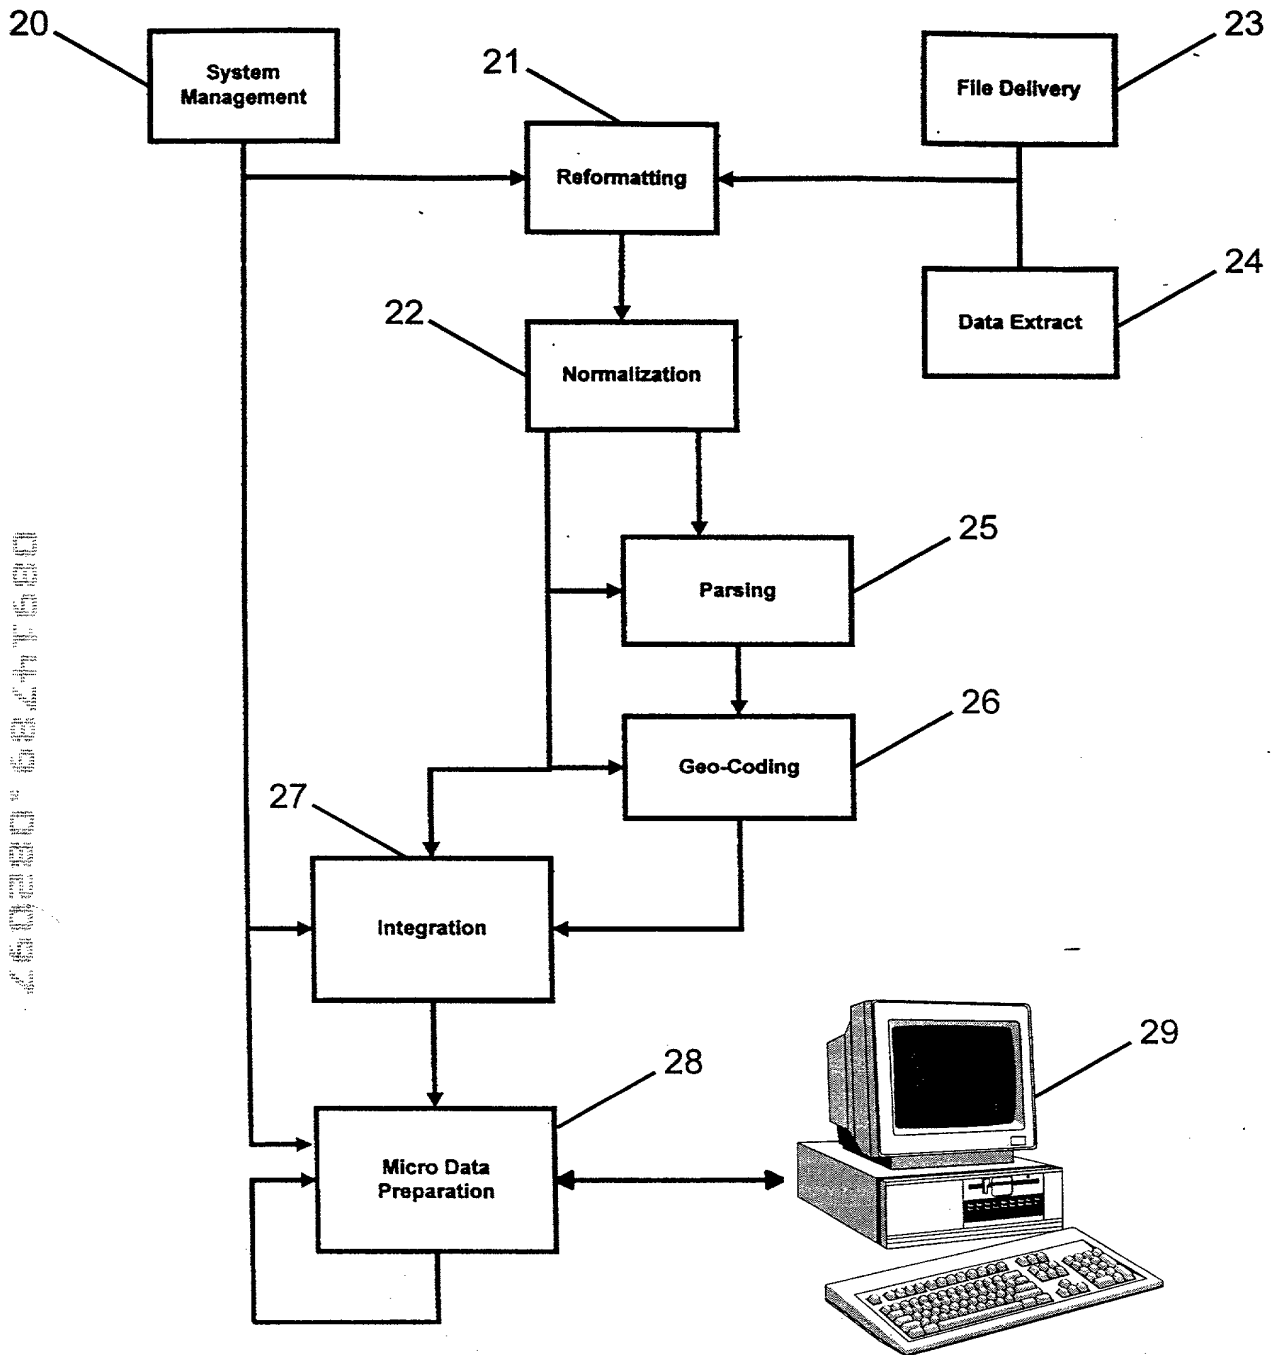 20
System
Management
21
Reformatting
23
File Delivery
24
Data Extract
22
Normalization
25
Parsing
26
Geo-Coding
27
Integration
28
Micro Data
Preparation
29